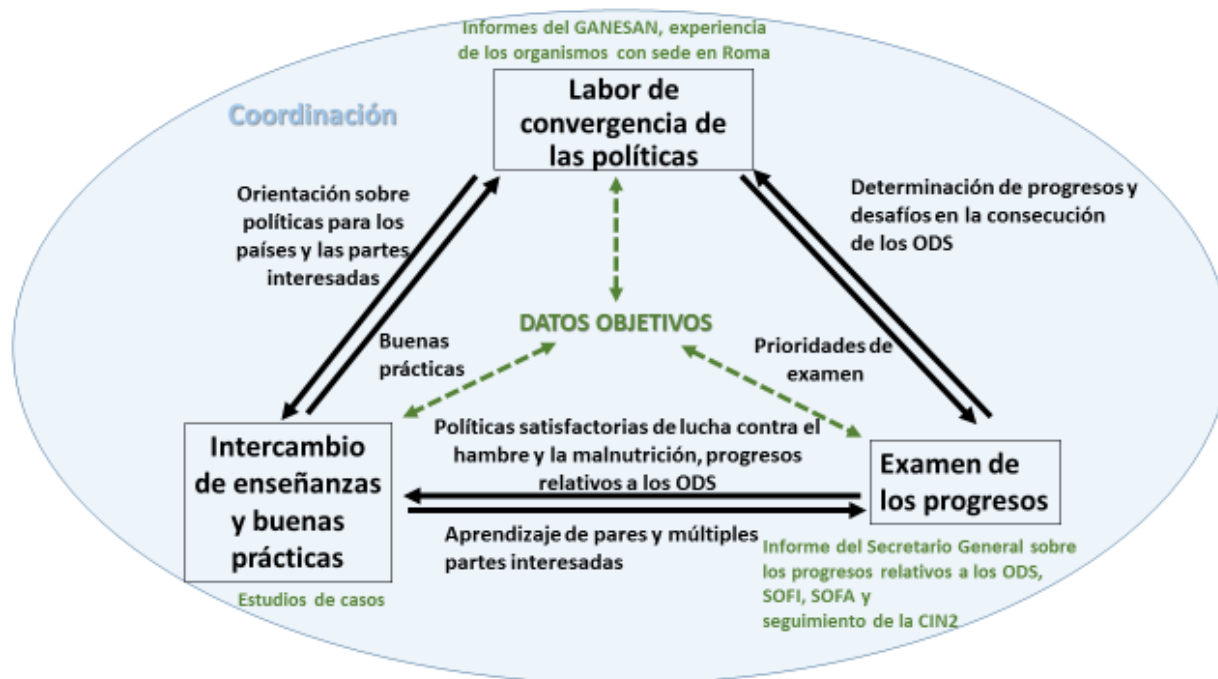 Informes del GANESAN, experiencia
de los organismos con sede en Roma
Labor de
convergencia de
las políticas
Coordinación
Orientación sobre
políticas para los
países y las partes
interesadas
Determinación de progresos y
desafíos en la consecución
de los ODS
DATOS OBJETIVOS
Buenas
prácticas
Prioridades de
examen
Políticas satisfactorias de lucha contra el
hambre y la malnutrición, progresos
relativos a los ODS
Intercambio
de enseñanzas
y buenas
prácticas
Examen de
los progresos
Aprendizaje de pares y múltiples
partes interesadas
Estudios de casos
Informe del Secretario General sobre
los progresos relativos a los ODS,
SOFI, SOFA y
seguimiento de la CIN2